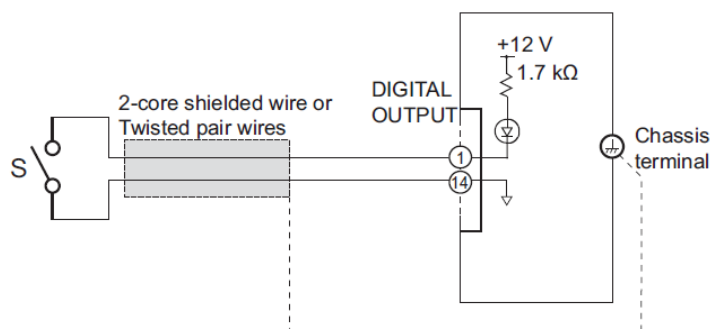 +12 V
1.7 kΩ
DIGITAL
OUTPUT
2-core shielded wire or
Twisted pair wires
S
1
14
Chassis
terminal